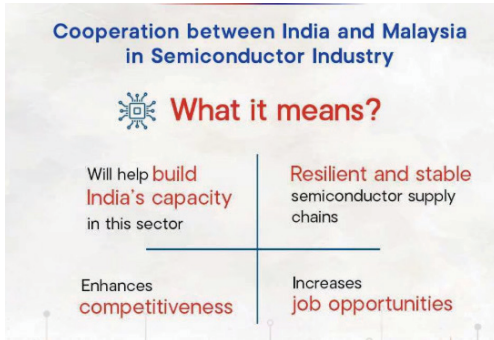 Cooperation between India and Malaysia
in Semiconductor Industry
What it means?
Will help build
India's capacity
in this sector
Resilient and stable
semiconductor supply
chains
Enhances
competitiveness
Increases
job opportunities